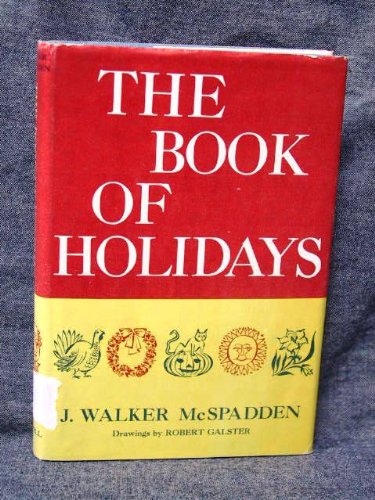 THE
BOOK
OF
HOLIDAYS
J. WALKER McSPADDEN
Drawings by ROBERT GALSTER